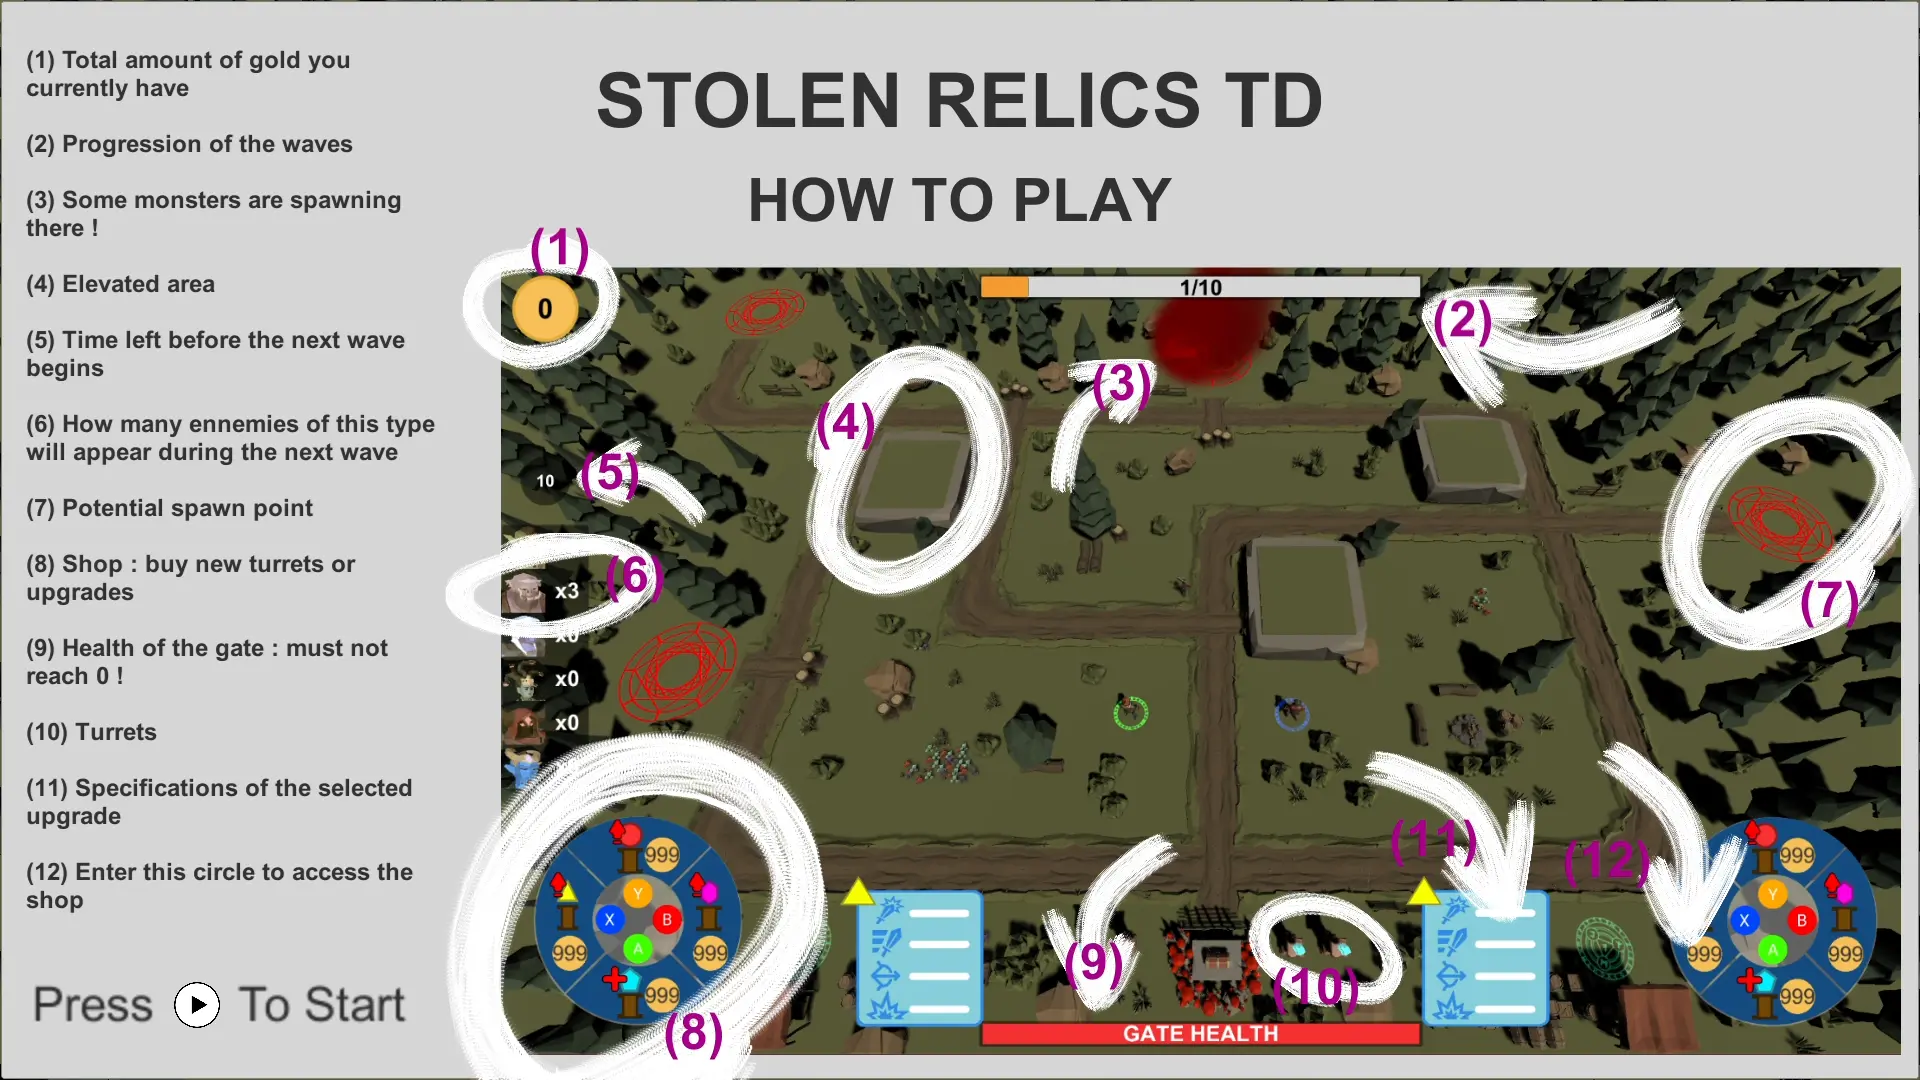 (1) Total amount of gold you
currently have
(2) Progression of the waves
(3) Some monsters are spawning
there !
(4) Elevated area
(5) Time left before the next wave
begins
(6) How many ennemies of this type
will appear during the next wave
(7) Potential spawn point
(8) Shop : buy new turrets or
upgrades
(9) Health of the gate : must not
reach 0 !
(10) Turrets
(11) Specifications of the selected
upgrade
(12) Enter this circle to access the
shop
Press To Start
STOLEN RELICS TD
HOW TO PLAY
(1)
0
1/10
(2)
(3)
(4)
(5)
10
(6)
x3
x0
x0
x0
(7)
999
Y
X
B
999
999
A
999
(8)
(9)
(10)
(11)
(12)
999
Y
X
B
999
999
A
999
GATE HEALTH